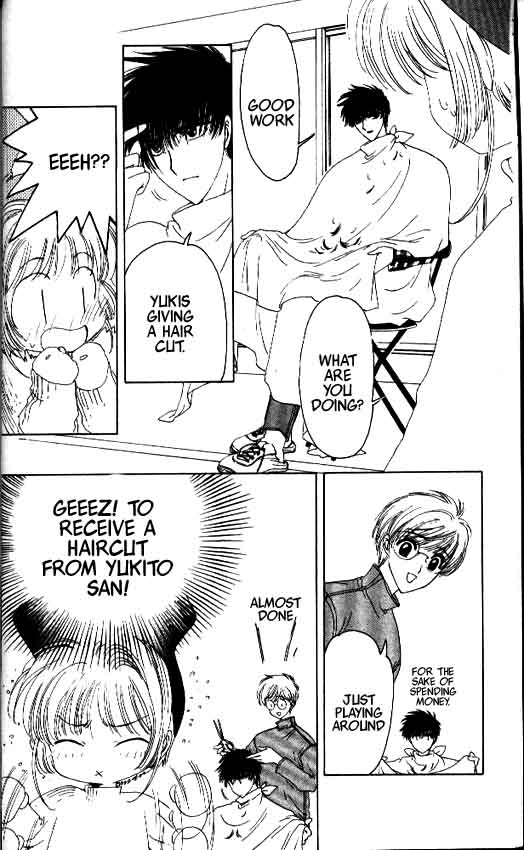 GOOD
WORK
WHAT
ARE
YOU
DOING?
YUKIS
GIVING
A HAIR
CUT.
EEEH??
JUST
PLAYING
AROUND
FOR THE
SAKE OF
SPENDING
MONEY.
ALMOST
DONE
GEEEZ! TO
RECEIVE A
HAIRCUT
FROM YUKITO
SAN!